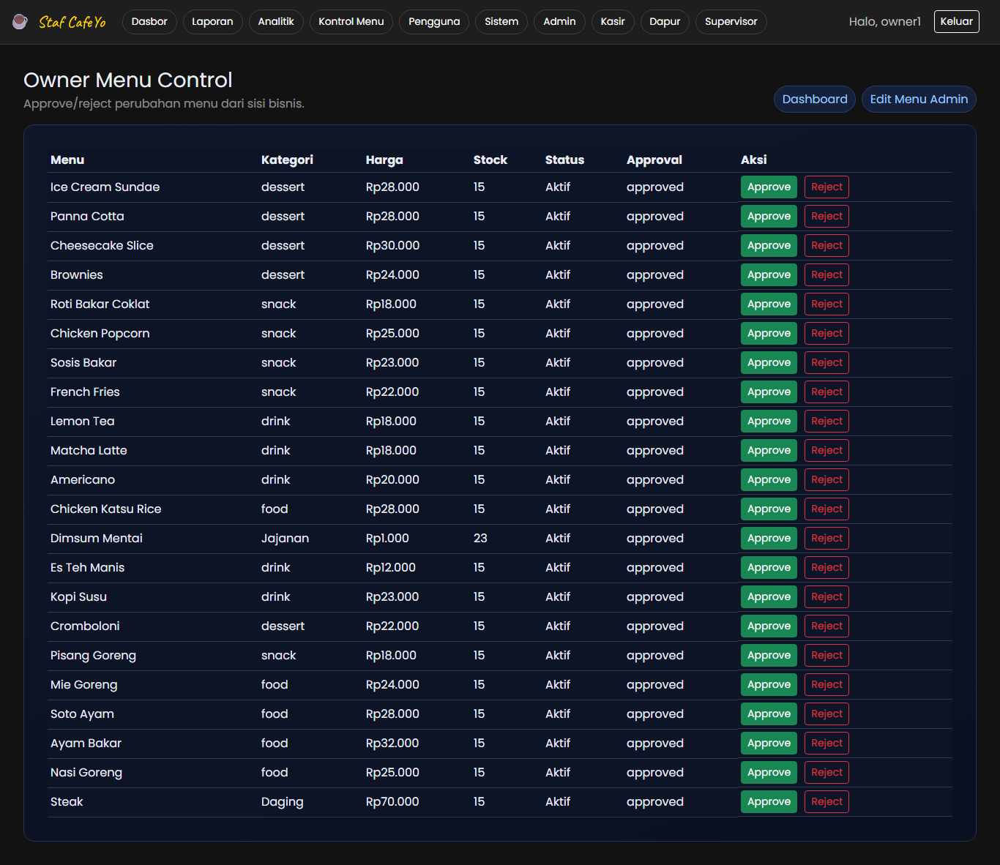 Staf CafeYo Dasbor Laporan Analitik Kontrol Menu Pengguna Sistem Admin Kasir Dapur Supervisor Halo, owner1 Keluar
Owner Menu Control
Approve/reject perubahan menu dari sisi bisnis.
Dashboard Edit Menu Admin
Menu Kategori Harga Stock Status Approval Aksi
Ice Cream Sundae dessert Rp28.000 15 Aktif approved Approve Reject
Panna Cotta dessert Rp28.000 15 Aktif approved Approve Reject
Cheesecake Slice dessert Rp30.000 15 Aktif approved Approve Reject
Brownies dessert Rp24.000 15 Aktif approved Approve Reject
Roti Bakar Coklat snack Rp18.000 15 Aktif approved Approve Reject
Chicken Popcorn snack Rp25.000 15 Aktif approved Approve Reject
Sosis Bakar snack Rp23.000 15 Aktif approved Approve Reject
French Fries snack Rp22.000 15 Aktif approved Approve Reject
Lemon Tea drink Rp18.000 15 Aktif approved Approve Reject
Matcha Latte drink Rp18.000 15 Aktif approved Approve Reject
Americano drink Rp20.000 15 Aktif approved Approve Reject
Chicken Katsu Rice food Rp28.000 15 Aktif approved Approve Reject
Dimsum Mentai Jajanan Rp1.000 23 Aktif approved Approve Reject
Es Teh Manis drink Rp12.000 15 Aktif approved Approve Reject
Kopi Susu drink Rp23.000 15 Aktif approved Approve Reject
Cromboloni dessert Rp22.000 15 Aktif approved Approve Reject
Pisang Goreng snack Rp18.000 15 Aktif approved Approve Reject
Mie Goreng food Rp24.000 15 Aktif approved Approve Reject
Soto Ayam food Rp28.000 15 Aktif approved Approve Reject
Ayam Bakar food Rp32.000 15 Aktif approved Approve Reject
Nasi Goreng food Rp25.000 15 Aktif approved Approve Reject
Steak Daging Rp70.000 15 Aktif approved Approve Reject